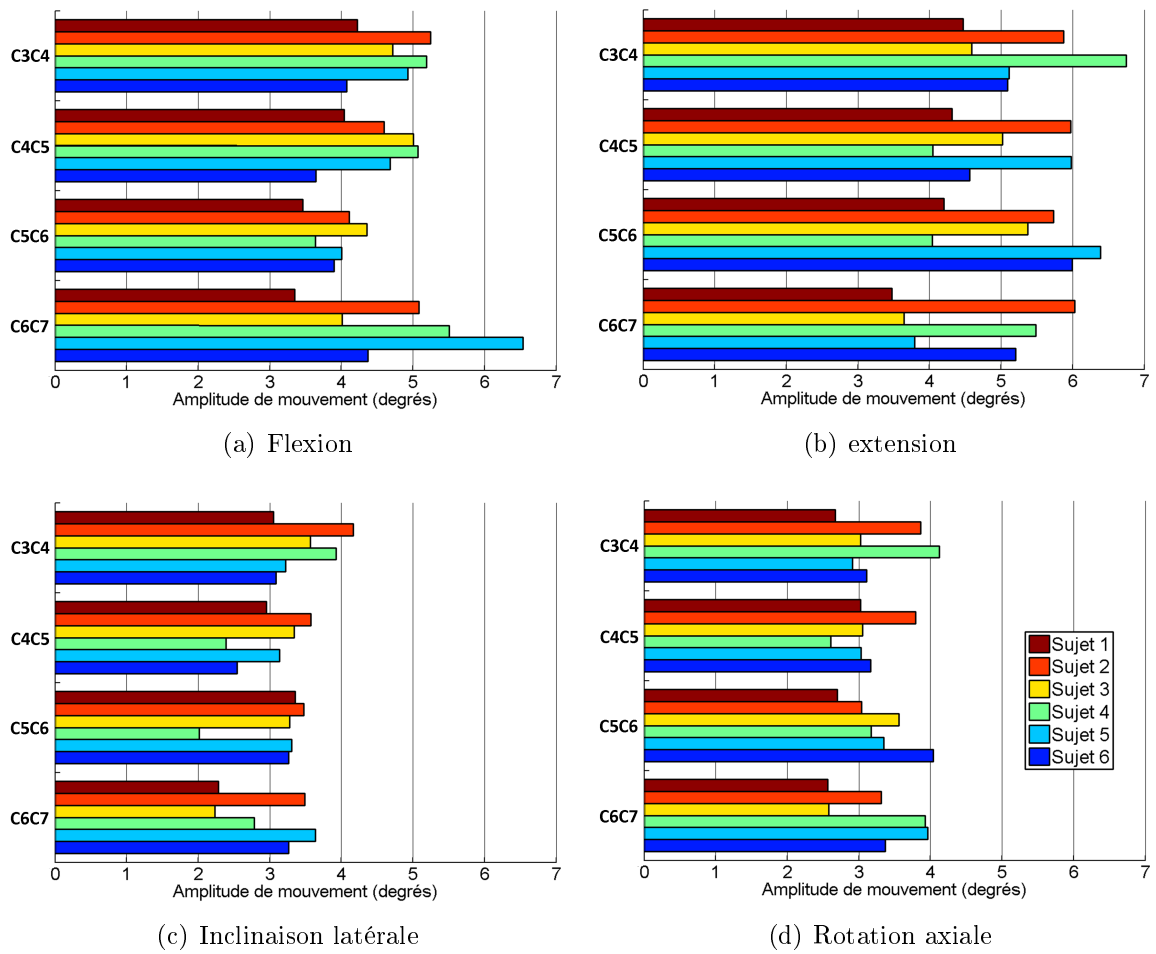 C3C4
C4C5
C5C6
C6C7
0 1 2 3 4 5 6 7
Amplitude de mouvement (degrés)
(a) Flexion
C3C4
C4C5
C5C6
C6C7
0 1 2 3 4 5 6 7
Amplitude de mouvement (degrés)
(b) extension
C3C4
C4C5
C5C6
C6C7
0 1 2 3 4 5 6 7
Amplitude de mouvement (degrés)
(c) Inclinaison latérale
C3C4
C4C5
C5C6
C6C7
Sujet 1
Sujet 2
Sujet 3
Sujet 4
Sujet 5
Sujet 6
0 1 2 3 4 5 6 7
Amplitude de mouvement (degrés)
(d) Rotation axiale